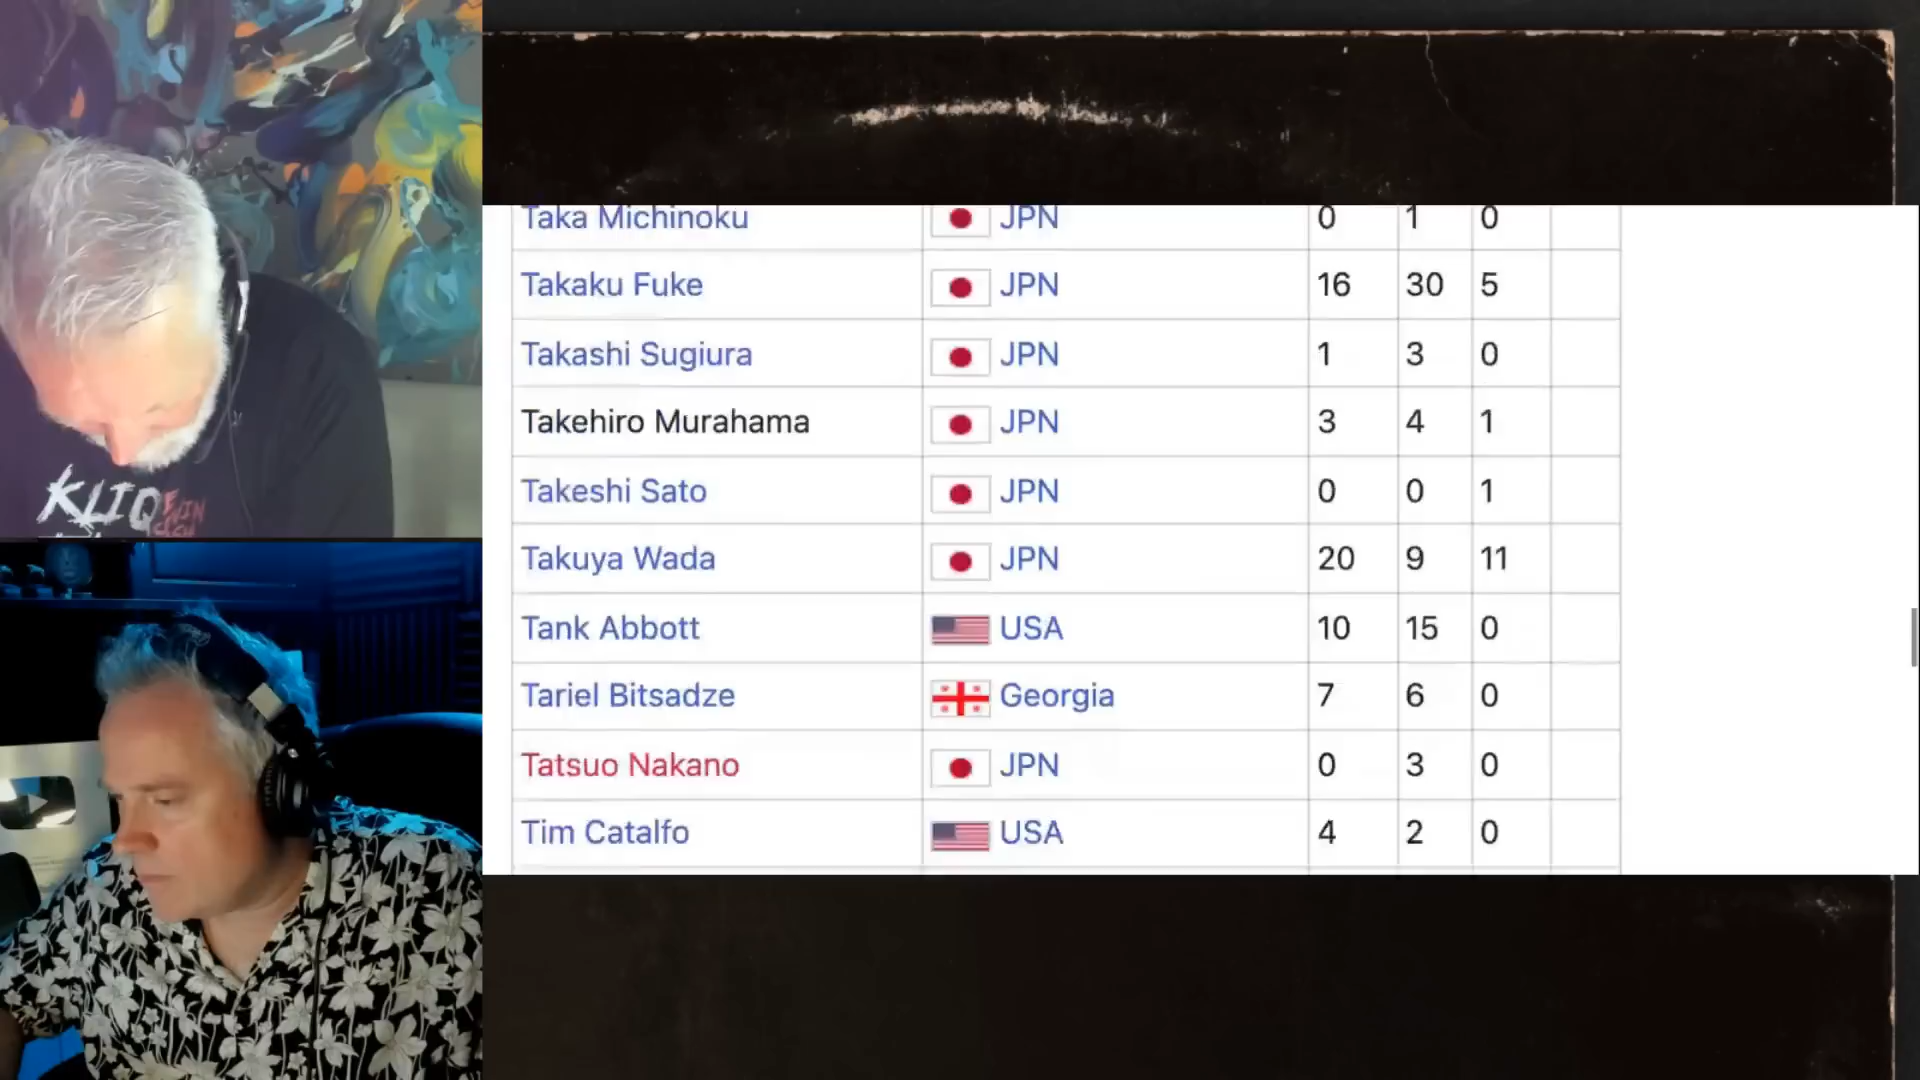 KLIQ
Taka Michinoku JPN 0 1 0
Takaku Fuke JPN 16 30 5
Takashi Sugiura JPN 1 3 0
Takehiro Murahama JPN 3 4 1
Takeshi Sato JPN 0 0 1
Takuya Wada JPN 20 9 11
Tank Abbott USA 10 15 0
Tariel Bitsadze Georgia 7 6 0
Tatsuo Nakano JPN 0 3 0
Tim Catalfo USA 4 2 0